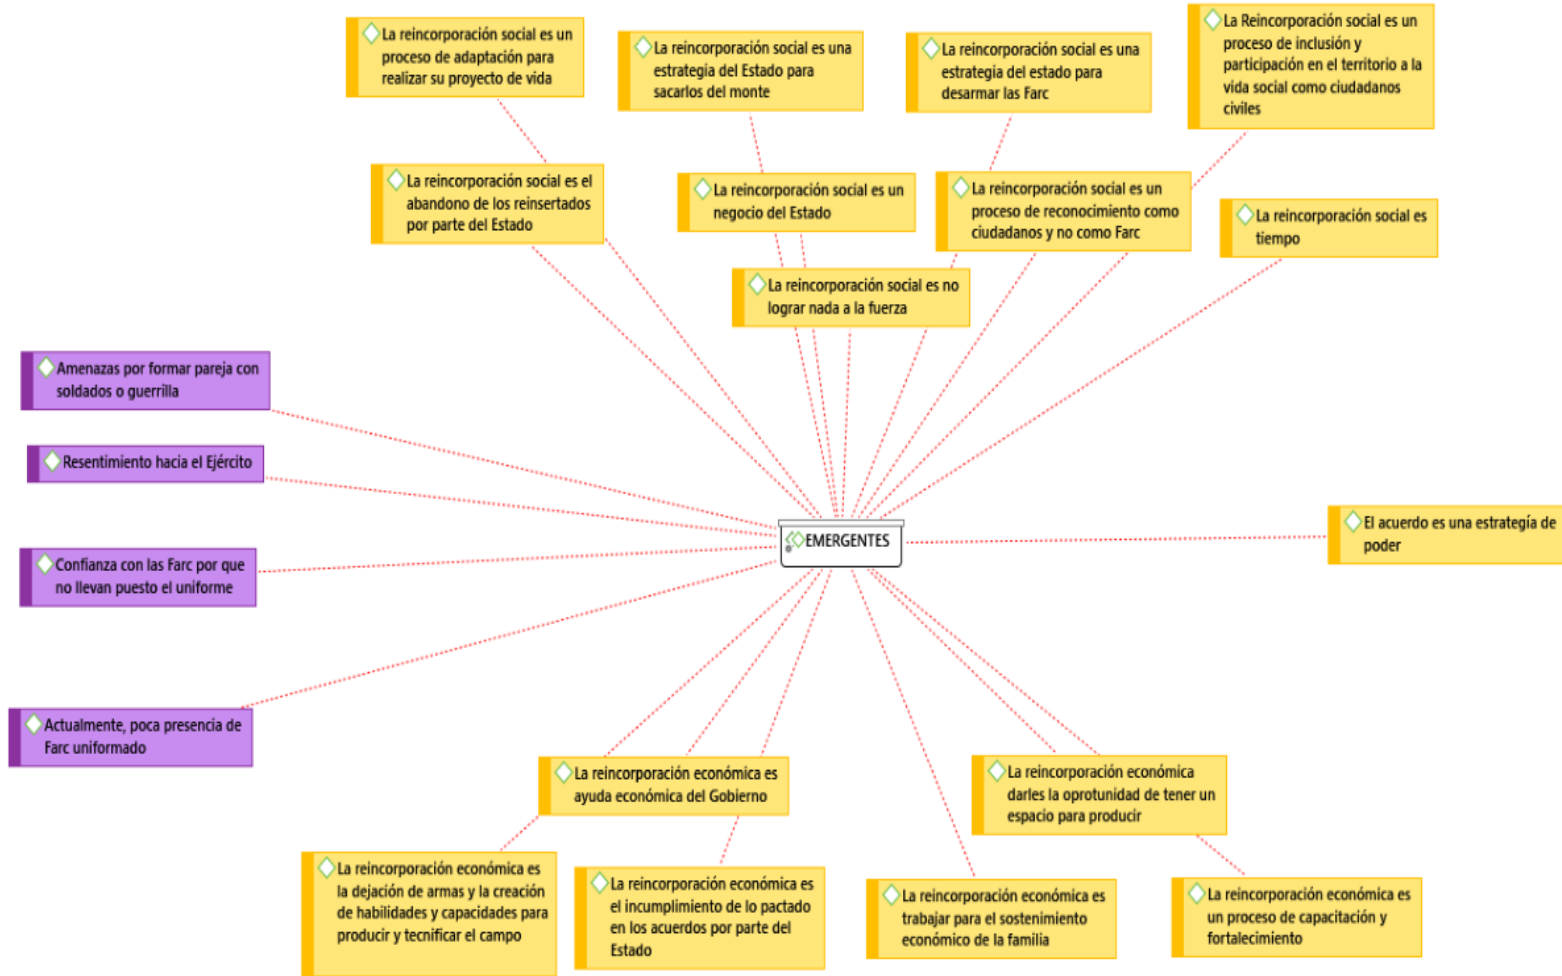 La reincorporación social es un
proceso de adaptación para
realizar su proyecto de vida
La reincorporación social es una
estrategia del Estado para
sacarlos del monte
La reincorporación social es una
estrategia del estado para
desarmar las Farc
La Reincorporación social es un
proceso de inclusión y
participación en el territorio a la
vida social como ciudadanos
civiles
La reincorporación social es el
abandono de los reinsertados
por parte del Estado
La reincorporación social es un
negocio del Estado
La reincorporación social es un
proceso de reconocimiento como
ciudadanos y no como Farc
La reincorporación social es
tiempo
La reincorporación social es no
lograr nada a la fuerza
Amenazas por formar pareja con
soldados o guerrilla
Resentimiento hacia el Ejército
Confianza con las Farc por que
no llevan puesto el uniforme
Actualmente, poca presencia de
Farc uniformado
EMERGENTES
El acuerdo es una estrategía de
poder
La reincorporación económica es
ayuda económica del Gobierno
La reincorporación económica
darles la oprotunidad de tener un
espacio para producir
La reincorporación económica es
la dejación de armas y la creación
de habilidades y capacidades para
producir y tecnificar el campo
La reincorporación económica es
el incumplimiento de lo pactado
en los acuerdos por parte del
Estado
La reincorporación económica es
trabajar para el sostenimiento
económico de la familia
La reincorporación económica es
un proceso de capacitación y
fortalecimiento